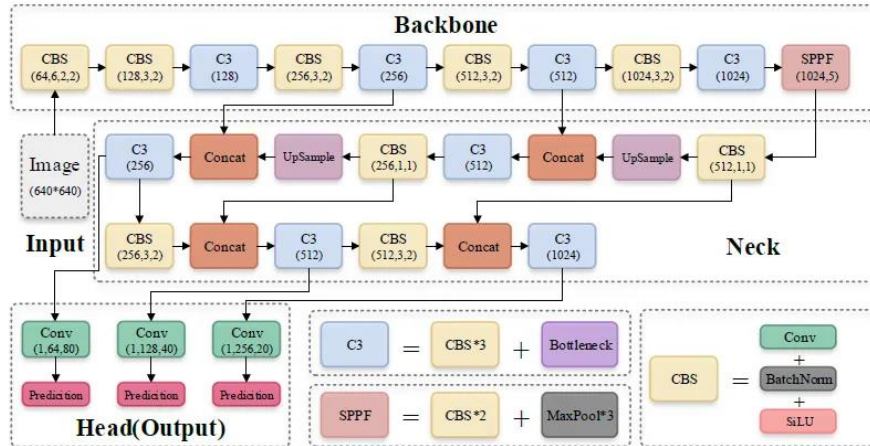 Backbone
CBS
(64,6,2,2)
CBS
(128,3,2)
C3
(128)
CBS
(256,3,2)
C3
(256)
CBS
(512,3,2)
C3
(512)
CBS
(1024,3,2)
C3
(1024)
SPPF
(1024,5)
Image
(640*640)
Input
C3
(256)
Concat
UpSample
CBS
(256,1,1)
C3
(512)
Concat
UpSample
CBS
(512,1,1)
CBS
(256,3,2)
Concat
C3
(512)
CBS
(512,3,2)
Concat
C3
(1024)
Neck
Conv
(1,64,80)
Conv
(1,128,40)
Conv
(1,256,20)
Predicition
Predicition
Predicition
Head(Output)
C3 = CBS*3 + Bottleneck
SPPF = CBS*2 + MaxPool*3
CBS =
Conv
+
BatchNorm
+
SiLU